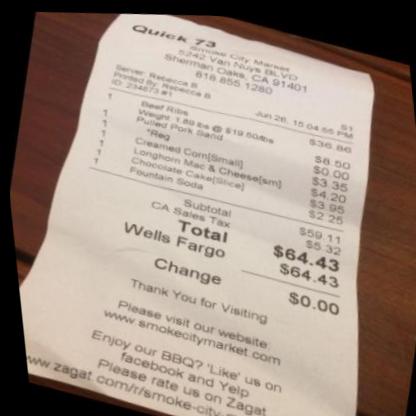 Quick 73
Smoke City Market
5242 Van Nuys BLVD
Sherman Oaks, CA 91401
818.855.1280
Server: Rebecca B
Printed By: Rebecca B
ID: 234873 #1
S1
Jun 26, 15 04:55 PM
1 Beef Ribs $36.86
Weight 1.89 lbs @ $19.50/lbs
1 Pulled Pork Sand $8.50
1 *Reg $0.00
1 Creamed Corn[Small] $3.35
1 Longhorn Mac & Cheese[sm] $4.20
1 Chocolate Cake[Slice] $3.95
1 Fountain Soda $2.25
Subtotal $59.11
CA Sales Tax $5.32
Total $64.43
Wells Fargo $64.43
Change $0.00
Thank You for Visiting
Please visit our website:
www.smokecitymarket.com
Enjoy our BBQ? 'Like' us on
facebook and Yelp
Please rate us on Zagat
www.zagat.com/r/smoke-city-